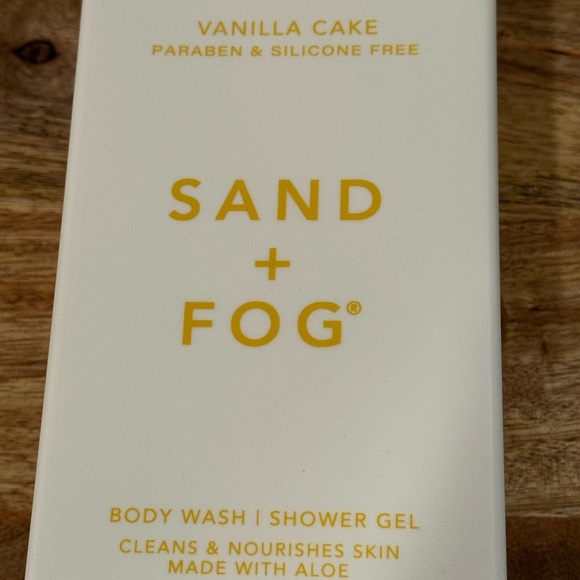 VANILLA CAKE
PARABEN & SILICONE FREE
SAND
+
FOG®
BODY WASH | SHOWER GEL
CLEANS & NOURISHES SKIN
MADE WITH ALOE